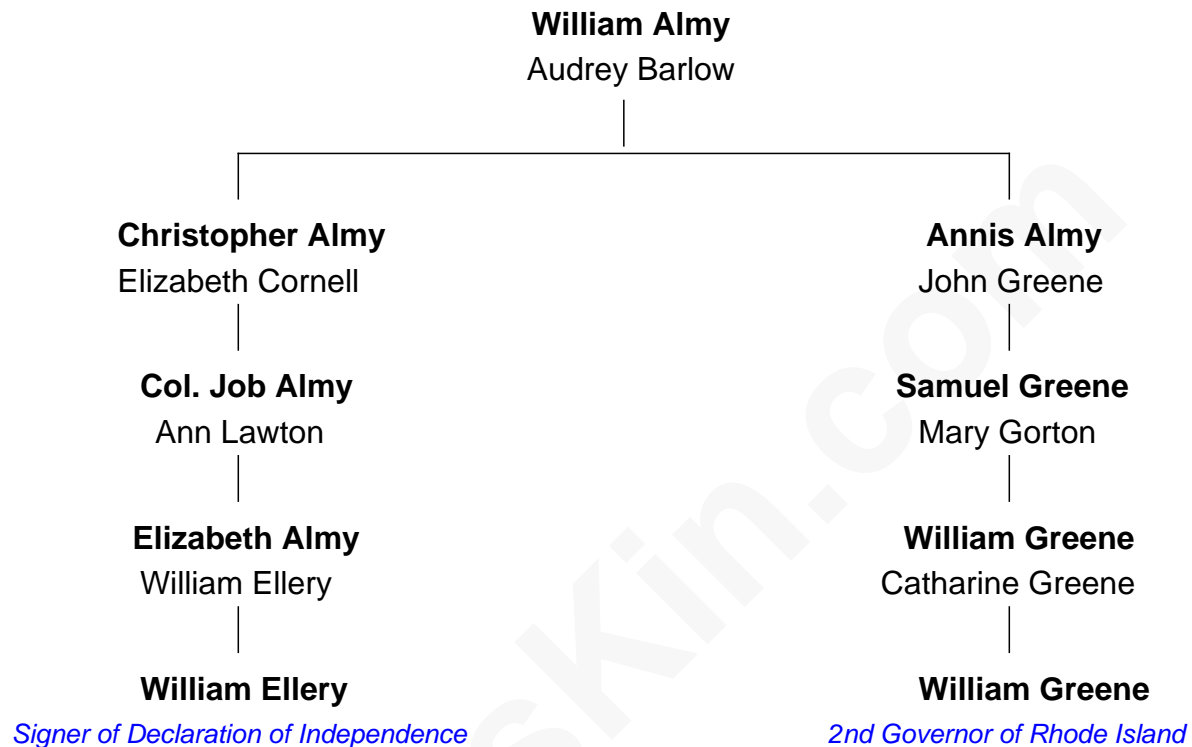 William Almy
Audrey Barlow
Christopher Almy
Elizabeth Cornell
Annis Almy
John Greene
Col. Job Almy
Ann Lawton
Samuel Greene
Mary Gorton
Elizabeth Almy
William Ellery
William Greene
Catharine Greene
William Ellery
Signer of Declaration of Independence
William Greene
2nd Governor of Rhode Island
sKin.com